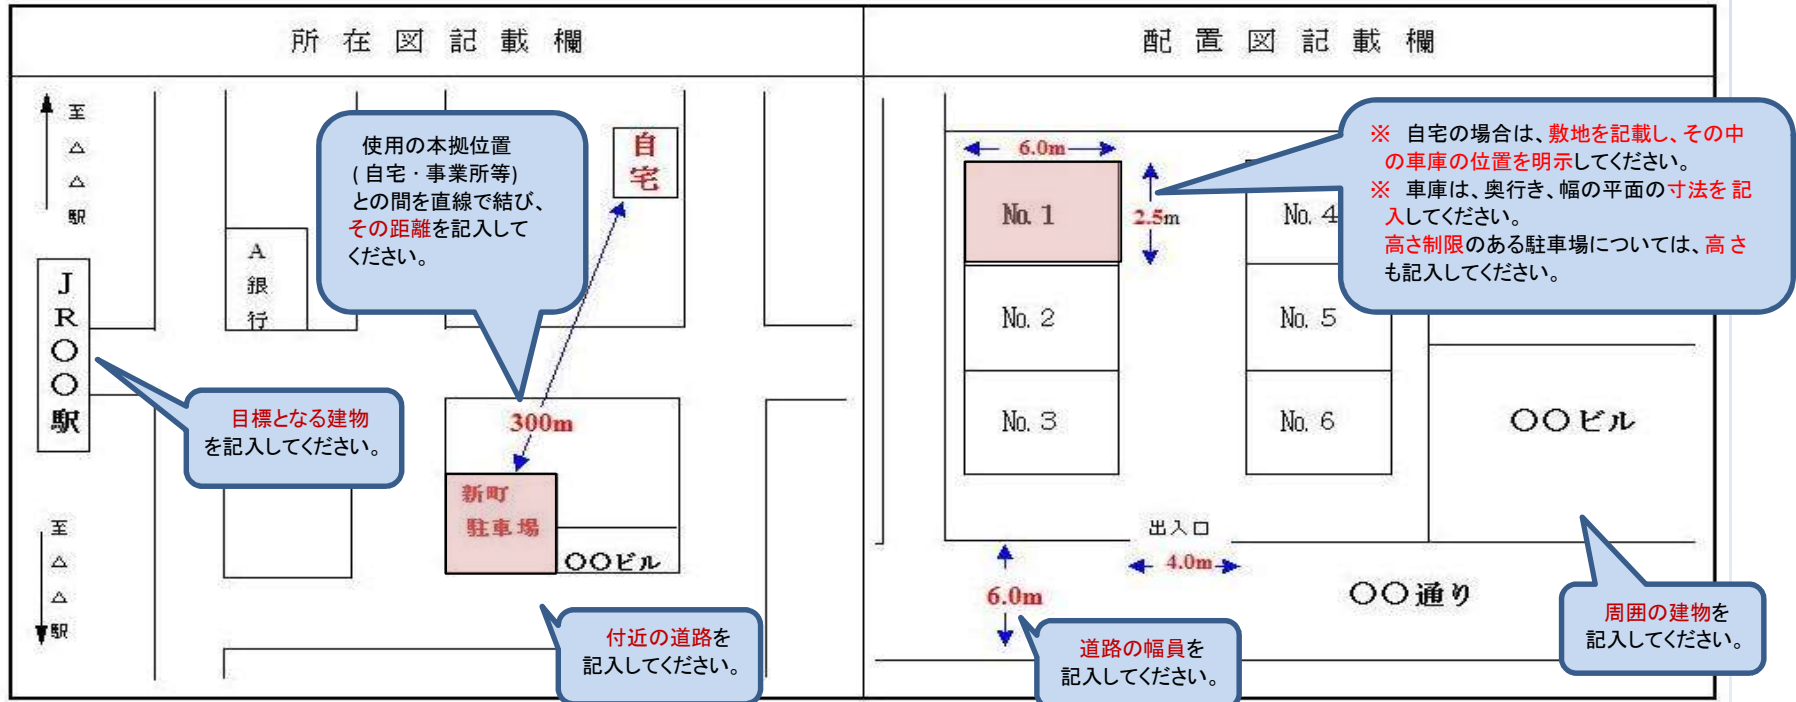 所在図記載欄
至
△
△
駅
JR〇〇駅
A
銀
行
使用の本拠位置
(自宅・事業所等)
との間を直線で結び、
その距離を記入して
ください。
自
宅
目標となる建物
を記入してください。
300m
新町
駐車場
〇〇ビル
至
△
△
駅
付近の道路を
記入してください。
配置図記載欄
6.0m
2.5m
No. 1
No. 2
No. 3
No. 4
No. 5
No. 6
※ 自宅の場合は、敷地を記載し、その中
の車庫の位置を明示してください。
※ 車庫は、奥行き、幅の平面の寸法を記
入してください。
高さ制限のある駐車場については、高さ
も記入してください。
〇〇ビル
出入口
4.0m
6.0m
〇〇通り
道路の幅員を
記入してください。
周囲の建物を
記入してください。